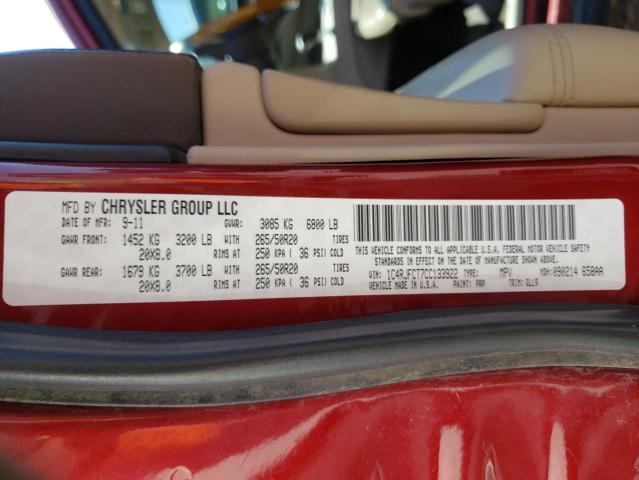 MFD BY CHRYSLER GROUP LLC
DATE OF MFR: 9-11 GVWR: 3085 KG 6800 LB
GAWR FRONT: 1452 KG 3200 LB WITH 265/50R20
20X8.0 RIMS AT 250 KPA ( 36 PSI) COLD
GAWR REAR: 1679 KG 3700 LB WITH 265/50R20
20X8.0 RIMS AT 250 KPA ( 36 PSI) COLD
THIS VEHICLE CONFORMS TO ALL APPLICABLE U.S.A. FEDERAL MOTOR VEHICLE SAFETY
STANDARDS IN EFFECT ON THE DATE OF MANUFACTURE SHOWN ABOVE.
VIN: 1C4RJFCT7CC133922 TYPE: MPV MDH: 090214 658AA
VEHICLE MADE IN U.S.A. PAINT: PRP TRIM: GLL9